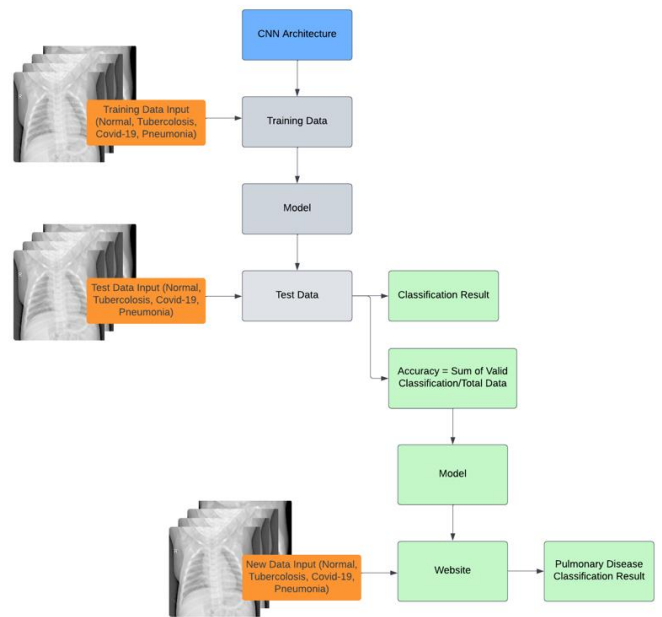 CNN Architecture
Training Data Input
(Normal, Tubercolosis,
Covid-19, Pneumonia)
Training Data
Model
Test Data Input (Normal,
Tubercolosis, Covid-19,
Pneumonia)
Test Data
Classification Result
Accuracy = Sum of Valid
Classification/Total Data
Model
New Data Input (Normal,
Tubercolosis, Covid-19,
Pneumonia)
Website
Pulmonary Disease
Classification Result